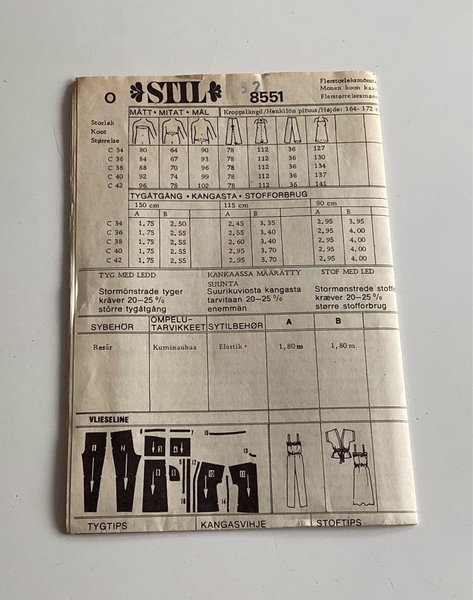 O STIL 52 8551 Flerstorleksmöns
Monen koon kaa
MÅTT • MITAT • MÅL Flerstørrelsesmøns
Storlek Kroppslängd/Henkilön pituus/Højde: 164-172 c
Koot
Størrelse
C 34 80 64 90 78 112 36 127
C 36 84 67 93 78 112 36 130
C 38 88 70 96 78 112 36 134
C 40 92 74 99 78 112 36 137
C 42 96 78 102 78 112 36 141
TYGÅTGÅNG • KANGASTA • STOFFORBRUG
150 cm 115 cm 90 cm
A B A B A B
C 34 1,75 2,50 2,45 3,35 2,95 3,95
C 36 1,75 2,55 2,55 3,40 2,95 4,00
C 38 1,75 2,55 2,60 3,40 2,95 4,00
C 40 1,75 2,55 2,95 3,70 2,95 4,00
C 42 1,75 2,55 2,95 3,70 2,95 4,00
TYG MED LEDD KANKAASSA MÄÄRÄTTY STOF MED LED
SUUNTA
Stormönstrade tyger Suurikuviosta kangasta Stormønstrede stoffe
kräver 20–25 % tarvitaan 20–25 % kræver 20–25 %
större tygåtgång enemmän større stofforbrug
SYBEHÖR OMPELU- SYTILBEHØR A B
TARVIKKEET
Resår Kuminauhaa Elastik. 1,80 m 1,80 m
VLIESELINE
TYGTIPS KANGASVIHJE STOFTIPS